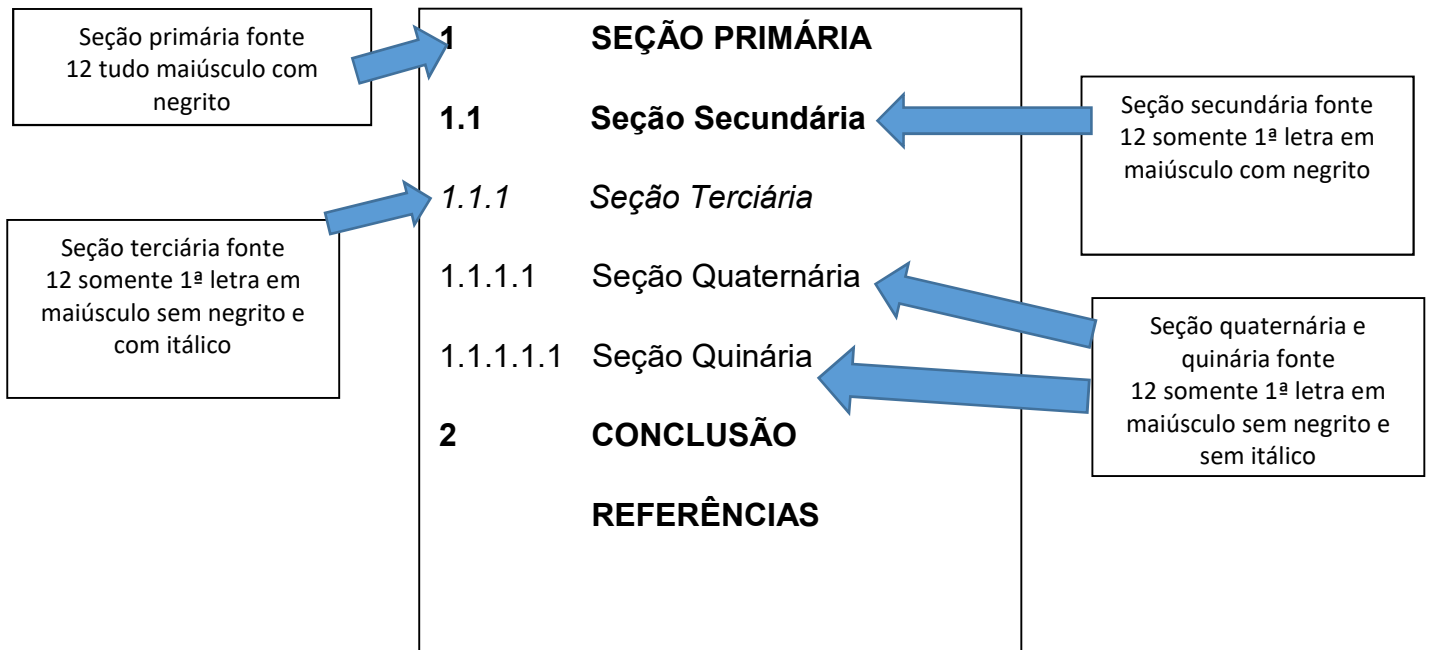 Seção primária fonte
12 tudo maiúsculo com
negrito
1 SEÇÃO PRIMÁRIA
1.1 Seção Secundária
Seção secundária fonte
12 somente 1ª letra em
maiúsculo com negrito
1.1.1 Seção Terciária
Seção terciária fonte
12 somente 1ª letra em
maiúsculo sem negrito e
com itálico
1.1.1.1 Seção Quaternária
1.1.1.1.1 Seção Quinária
Seção quaternária e
quinária fonte
12 somente 1ª letra em
maiúsculo sem negrito e
sem itálico
2 CONCLUSÃO
REFERÊNCIAS